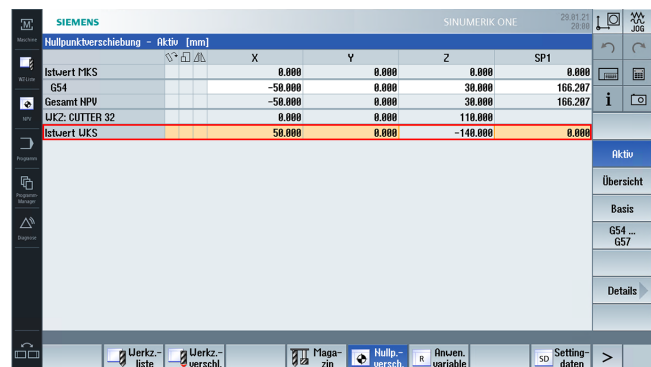 SIEMENS SINUMERIK ONE 29.01.21 20:00 JOG
Maschine Nullpunktverschiebung - Aktiv [mm]
X Y Z SP1
Istwert MKS 0.000 0.000 0.000 0.000
WZ-Liste G54 -50.000 0.000 30.000 166.207
Gesamt NPV -50.000 0.000 30.000 166.207
NPV WKZ: CUTTER 32 0.000 0.000 110.000
Istwert WKS 50.000 0.000 -140.000 0.000
Programm
Programm-
Manager
Diagnose
Aktiv
Übersicht
Basis
G54 ...
G57
Details
Werkz.-
liste
Werkz.-
verschl.
Maga-
zin
Nullp.-
versch.
R Anwen.
variable
SD Setting-
daten
>